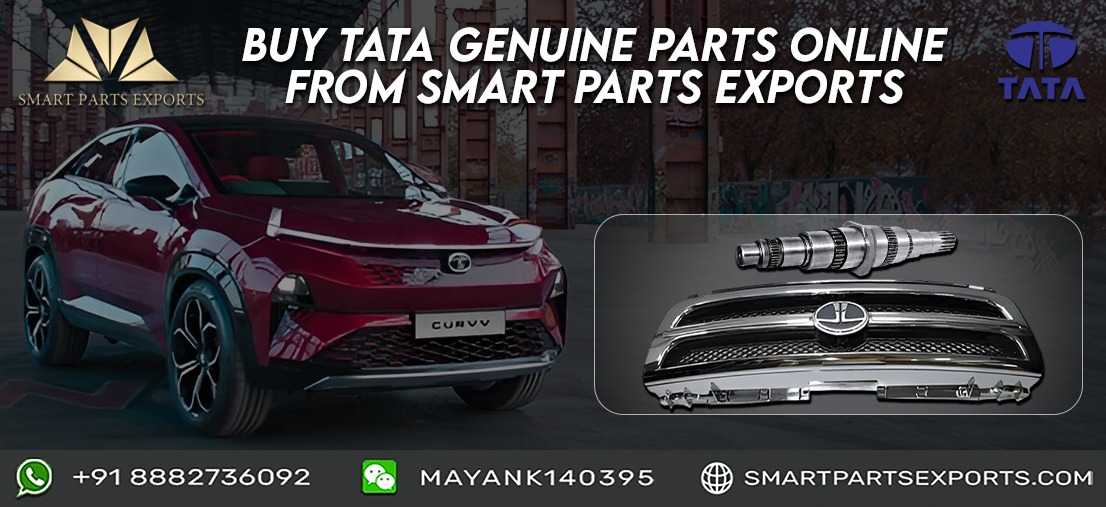 BUY TATA GENUINE PARTS ONLINE
FROM SMART PARTS EXPORTS
SMART PARTS EXPORTS
TATA
CURVV
+91 8882736092
MAYANK140395
SMARTPARTSEXPORTS.COM